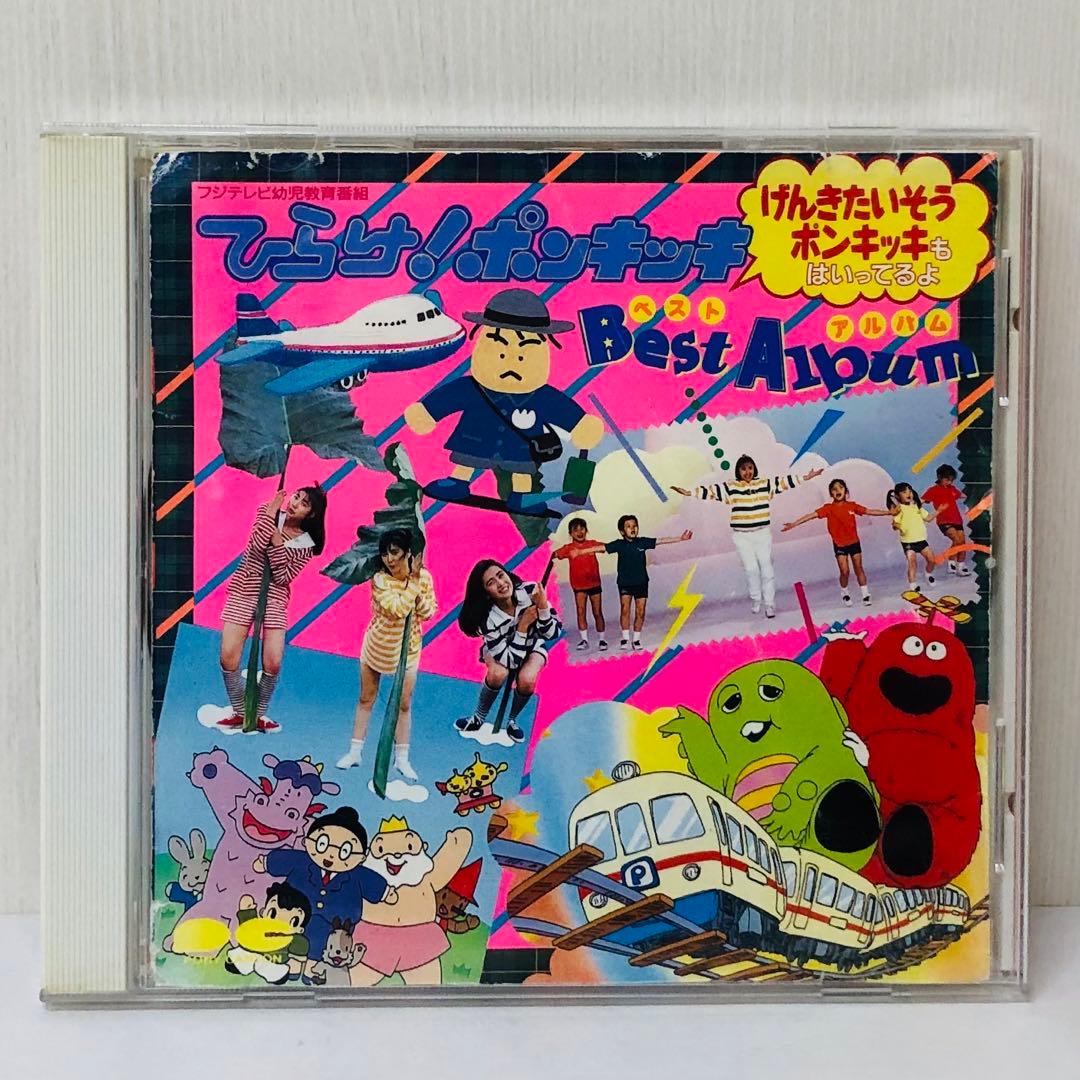 フジテレビ幼児教育番組
ひらけ!ポンキッキ
げんきたいそう
ポンキッキも
はいってるよ
ベスト アルバム
Best Album
P
PONY CANYON